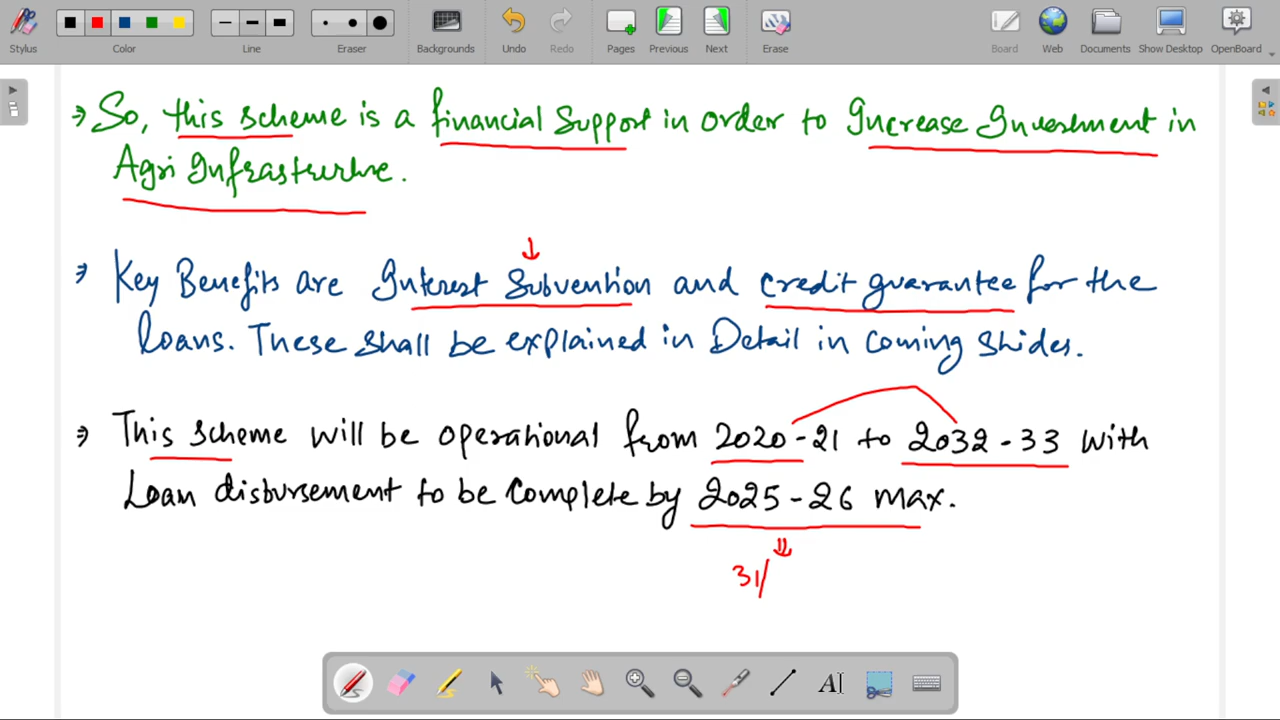 Stylus
Color
Line
Eraser
Backgrounds
Undo
Redo
Pages
Previous
Next
Erase
Board
Web
Documents
Show Desktop
OpenBoard
⇒ So, this scheme is a financial support in order to Increase Investment in
Agri Infrastructure.
⇒ Key Benefits are Interest Subvention and credit guarantee for the
loans. These shall be explained in Detail in coming slides.
⇒ This scheme will be operational from 2020-21 to 2032-33 with
Loan disbursement to be complete by 2025-26 max.
31/